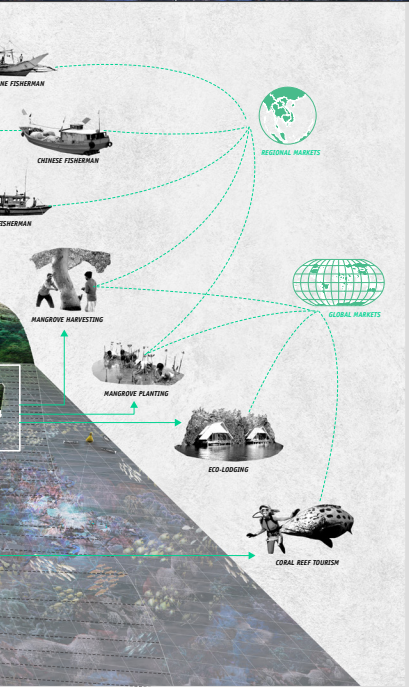 NE FISHERMAN
REGIONAL MARKETS
CHINESE FISHERMAN
FISHERMAN
GLOBAL MARKETS
MANGROVE HARVESTING
MANGROVE PLANTING
ECO-LODGING
CORAL REEF TOURISM